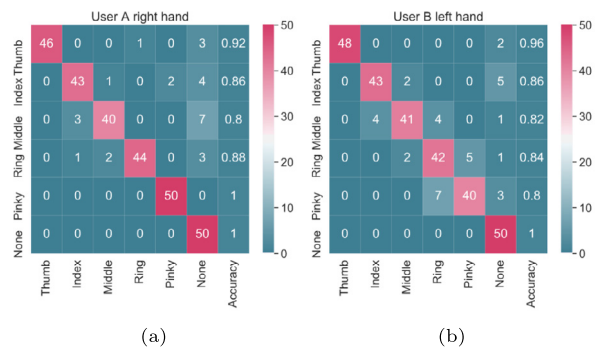 User A right hand
Thumb 46 0 0 1 0 3 0.92
Index 0 43 1 0 2 4 0.86
Middle 0 3 40 0 0 7 0.8
Ring 0 1 2 44 0 3 0.88
Pinky 0 0 0 0 50 0 1
None 0 0 0 0 0 50 1
Thumb Index Middle Ring Pinky None Accuracy
50
40
30
20
10
0
(a)
User B left hand
Thumb 48 0 0 0 0 2 0.96
Index 0 43 2 0 0 5 0.86
Middle 0 4 41 4 0 1 0.82
Ring 0 0 2 42 5 1 0.84
Pinky 0 0 0 7 40 3 0.8
None 0 0 0 0 0 50 1
Thumb Index Middle Ring Pinky None Accuracy
50
40
30
20
10
0
(b)